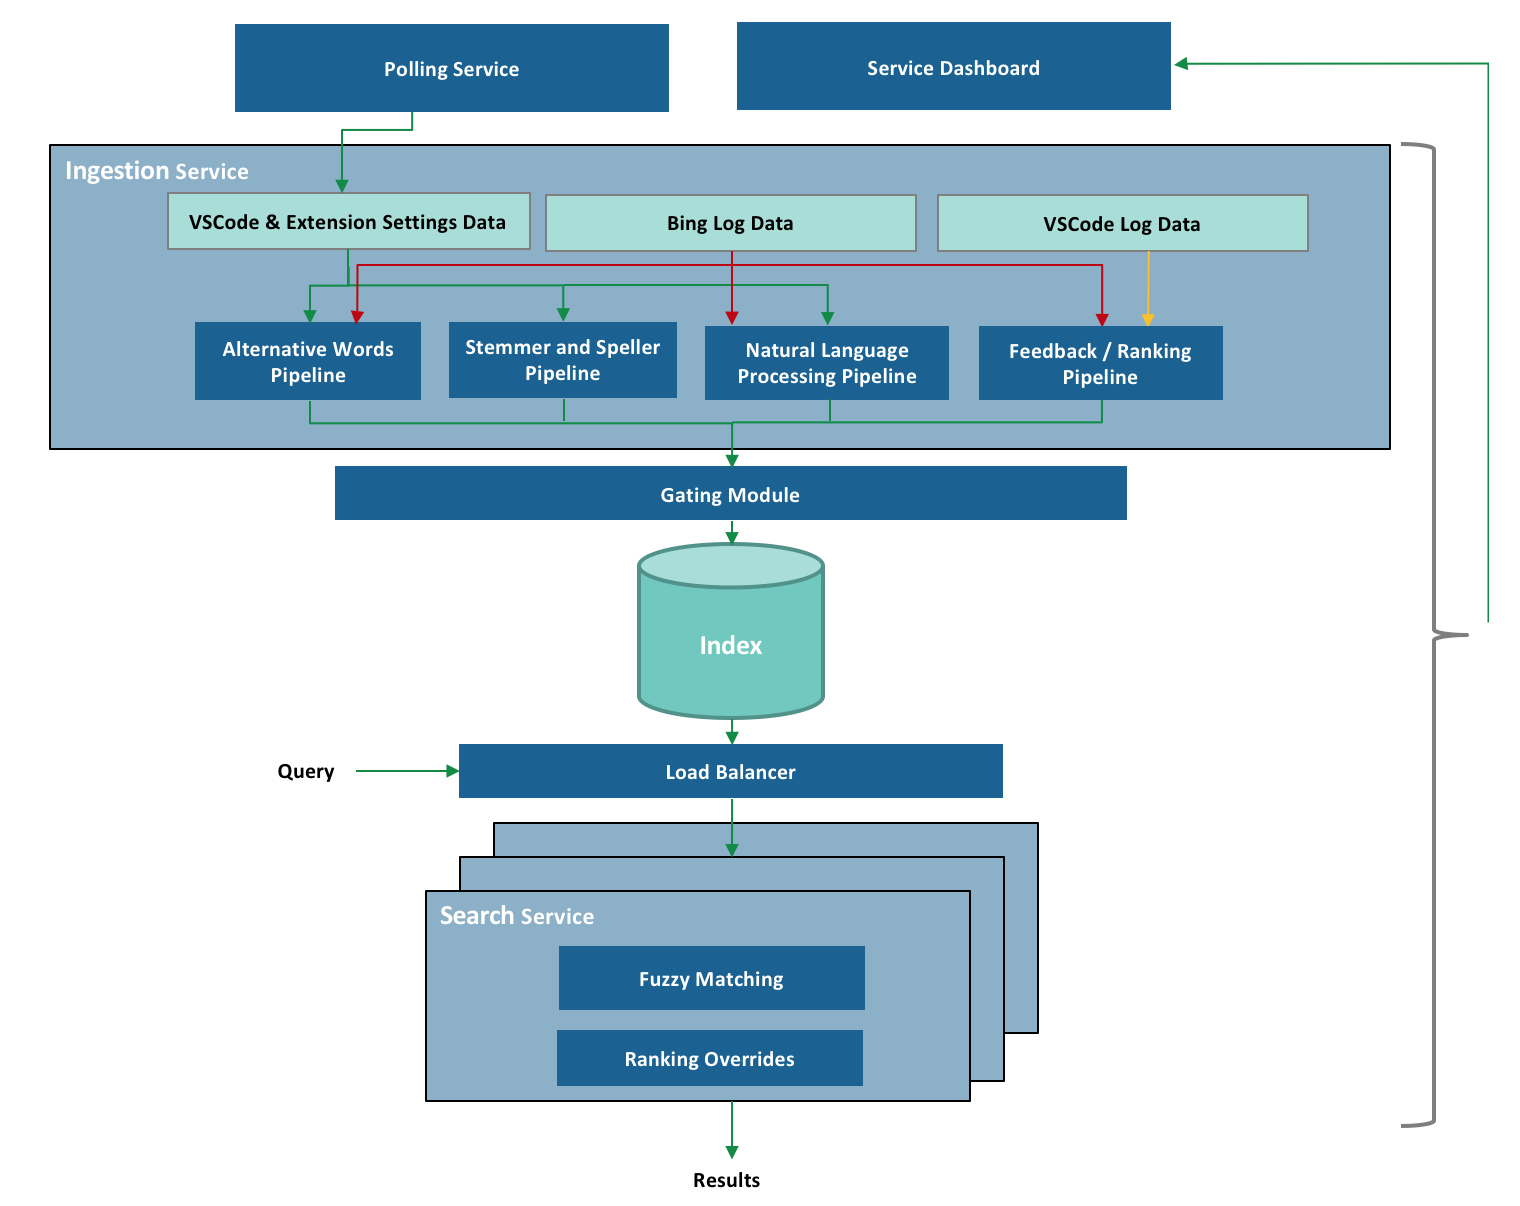 Polling Service
Service Dashboard
Ingestion Service
VSCode & Extension Settings Data
Bing Log Data
VSCode Log Data
Alternative Words
Pipeline
Stemmer and Speller
Pipeline
Natural Language
Processing Pipeline
Feedback / Ranking
Pipeline
Gating Module
Index
Query
Load Balancer
Search Service
Fuzzy Matching
Ranking Overrides
Results